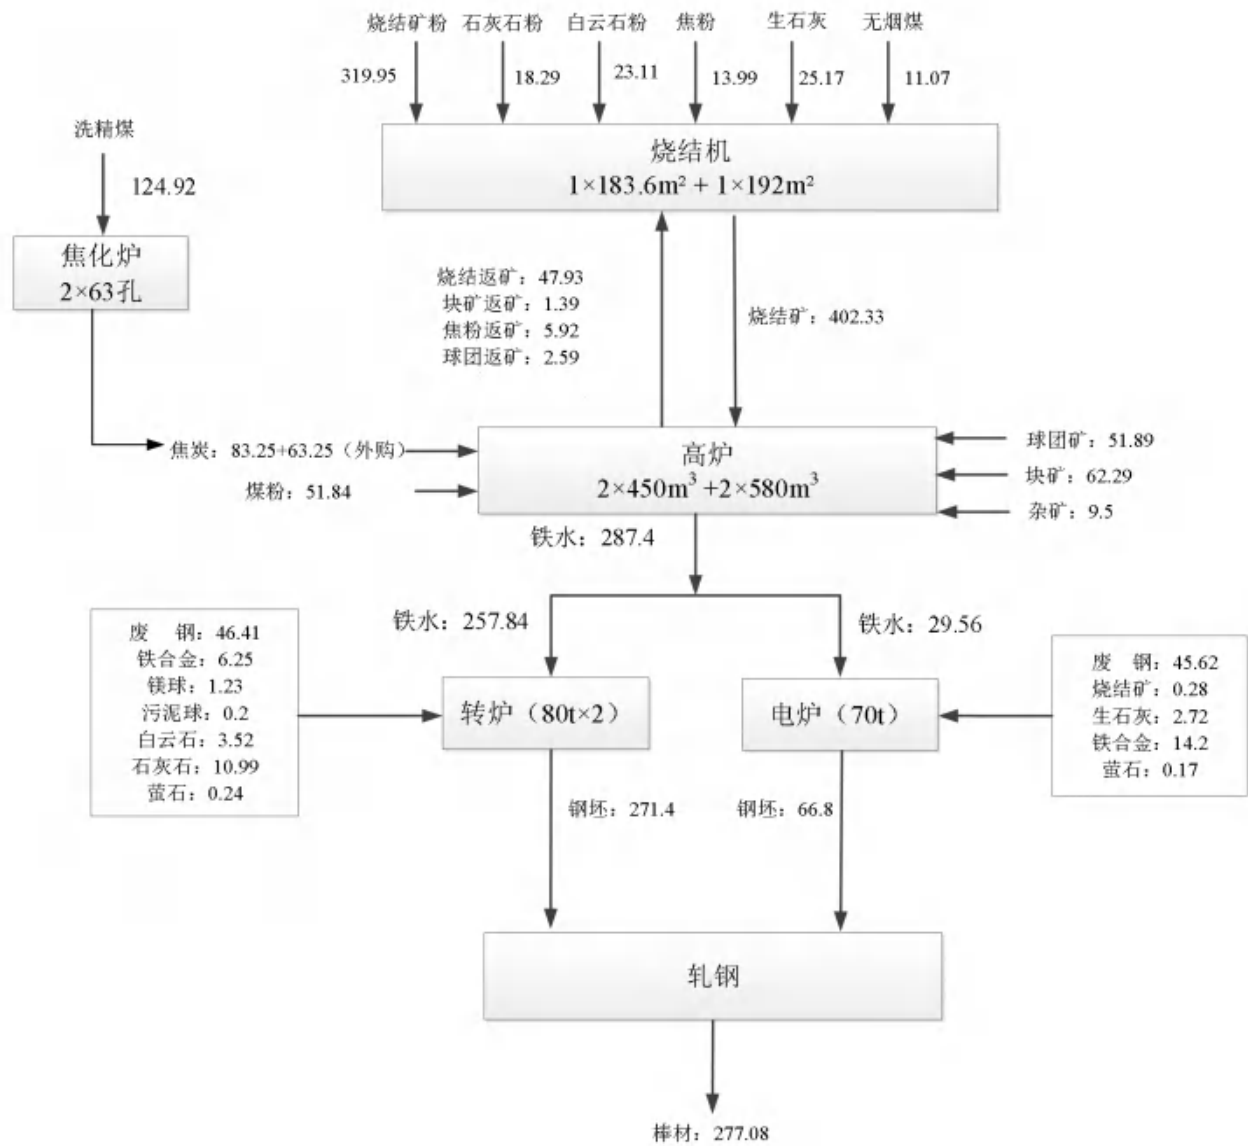 烧结矿粉 石灰石粉 白云石粉 焦粉 生石灰 无烟煤
319.95 18.29 23.11 13.99 25.17 11.07
洗精煤
124.92
烧结机
1×183.6m² + 1×192m²
焦化炉
2×63孔
烧结返矿：47.93
块矿返矿：1.39
焦粉返矿：5.92
球团返矿：2.59
烧结矿：402.33
焦炭：83.25+63.25（外购）
煤粉：51.84
高炉
2×450m³ +2×580m³
球团矿：51.89
块矿：62.29
杂矿：9.5
铁水：287.4
铁水：257.84
铁水：29.56
废 钢：46.41
铁合金：6.25
镁球：1.23
污泥球：0.2
白云石：3.52
石灰石：10.99
萤石：0.24
转炉（80t×2）
电炉（70t）
废 钢：45.62
烧结矿：0.28
生石灰：2.72
铁合金：14.2
萤石：0.17
钢坯：271.4
钢坯：66.8
轧钢
棒材：277.08